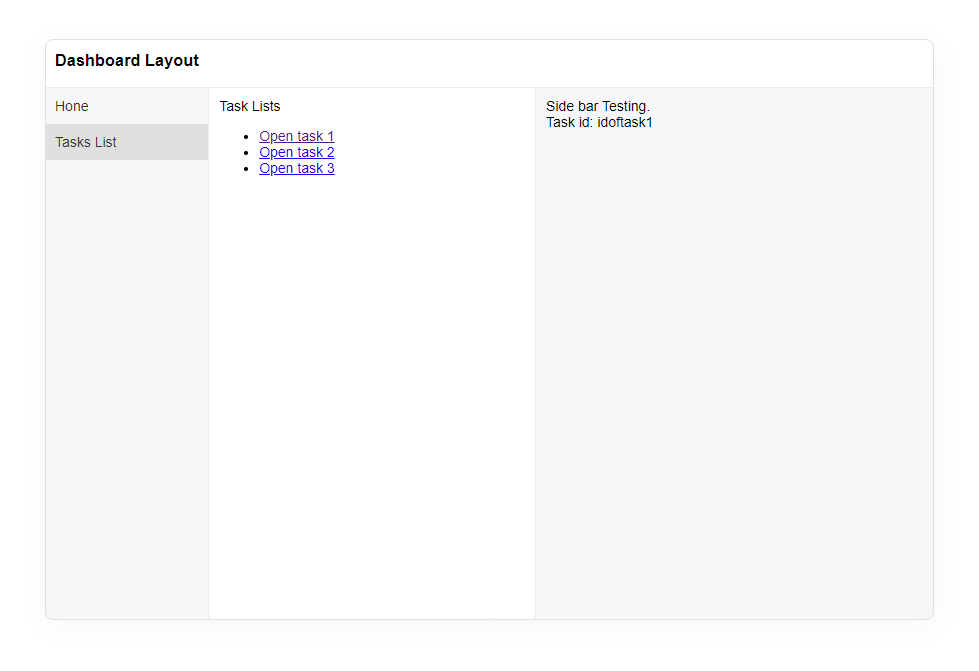 Dashboard Layout
Hone
Tasks List
Task Lists
Open task 1
Open task 2
Open task 3
Side bar Testing.
Task id: idoftask1